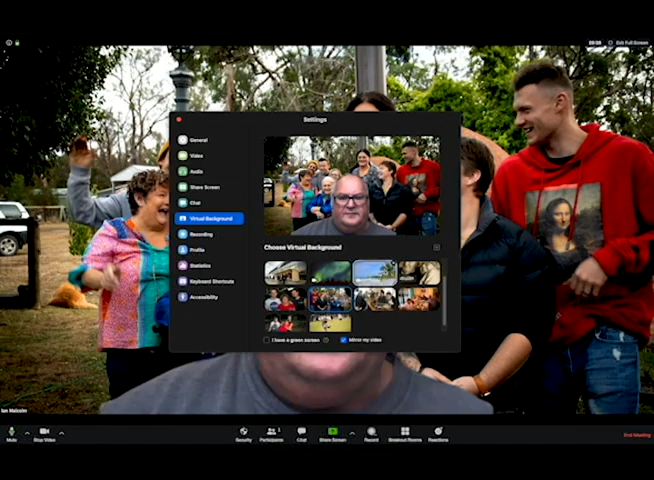 Exit Full Screen
Settings
General
Video
Audio
Share Screen
Chat
Virtual Background
Recording
Profile
Statistics
Keyboard Shortcuts
Accessibility
Choose Virtual Background
I have a green screen
Mirror my video
Ian Malcolm
Mute
Stop Video
Security
Participants
Chat
Share Screen
Record
Breakout Rooms
Reactions
End Meeting